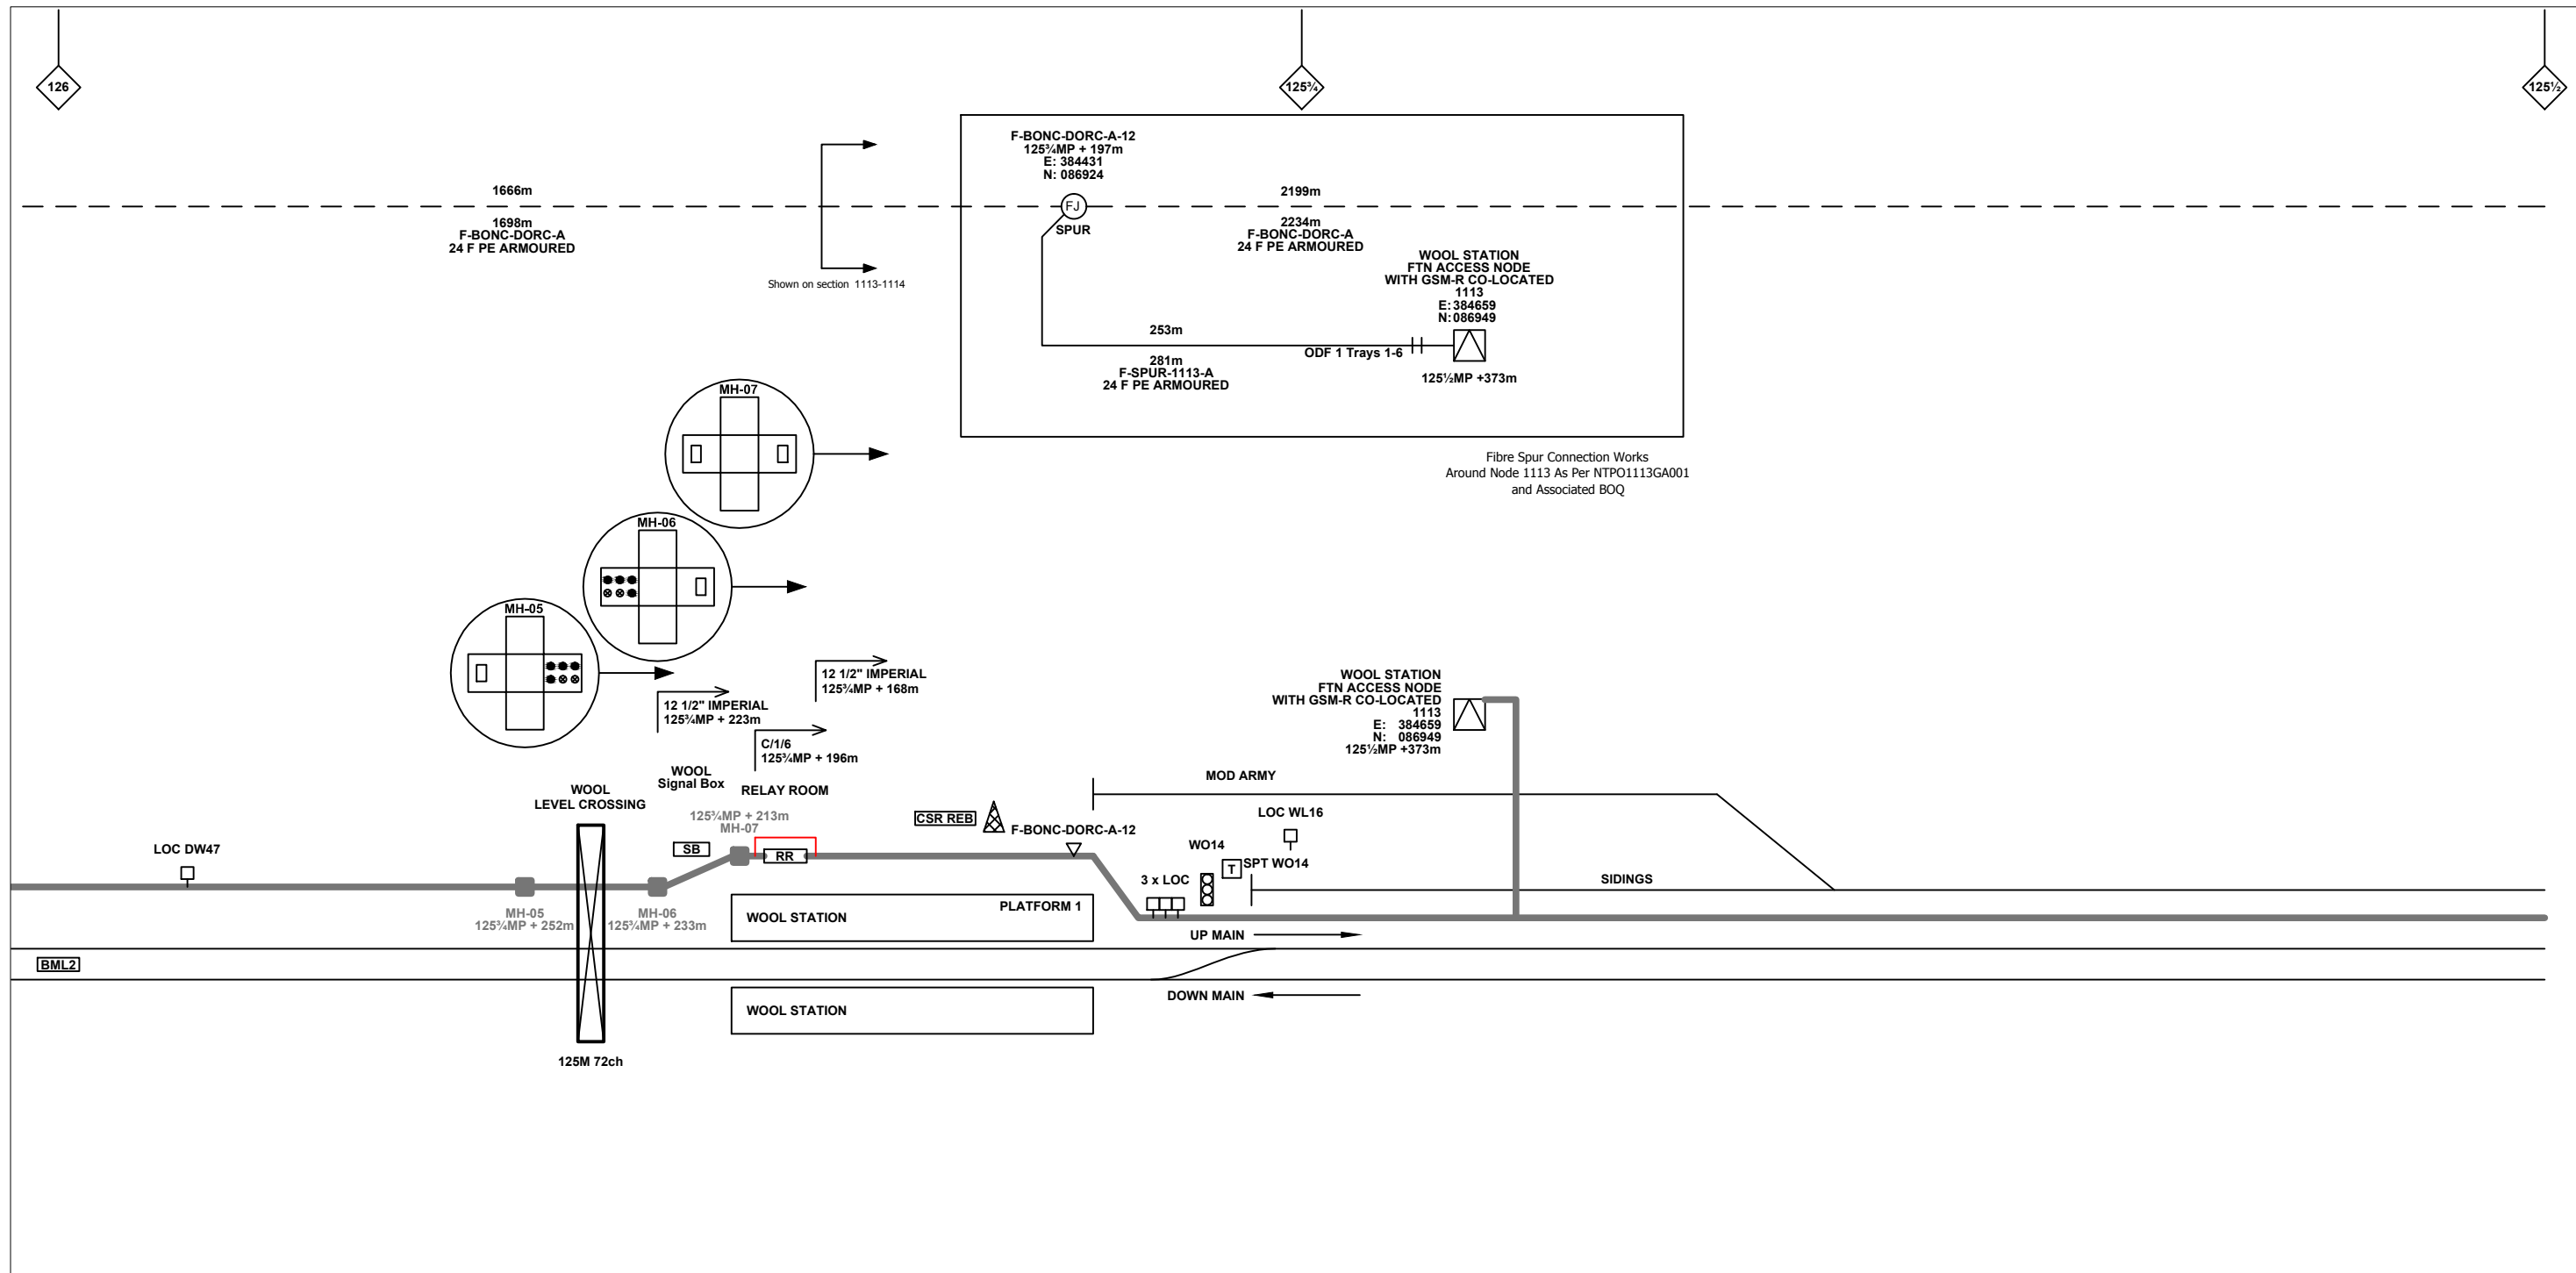 126
125¾
125½
F-BONC-DORC-A-12
125¾MP + 197m
E: 384431
N: 086924
1666m
1698m
F-BONC-DORC-A
24 F PE ARMOURED
Shown on section 1113-1114
FJ
SPUR
2199m
2234m
F-BONC-DORC-A
24 F PE ARMOURED
WOOL STATION
FTN ACCESS NODE
WITH GSM-R CO-LOCATED
1113
E: 384659
N: 086949
253m
281m
F-SPUR-1113-A
24 F PE ARMOURED
ODF 1 Trays 1-6
125½MP +373m
Fibre Spur Connection Works
Around Node 1113 As Per NTPO1113GA001
and Associated BOQ
MH-07
MH-06
MH-05
12 1/2" IMPERIAL
125¾MP + 168m
12 1/2" IMPERIAL
125¾MP + 223m
C/1/6
125¾MP + 196m
WOOL STATION
FTN ACCESS NODE
WITH GSM-R CO-LOCATED
1113
E: 384659
N: 086949
125½MP +373m
WOOL
Signal Box
RELAY ROOM
WOOL
LEVEL CROSSING
125¾MP + 213m
MH-07
MOD ARMY
CSR REB
F-BONC-DORC-A-12
LOC WL16
LOC DW47
SB
RR
WO14
T
SPT WO14
3 x LOC
SIDINGS
MH-05
125¾MP + 252m
MH-06
125¾MP + 233m
WOOL STATION
PLATFORM 1
UP MAIN
BML2
DOWN MAIN
WOOL STATION
125M 72ch